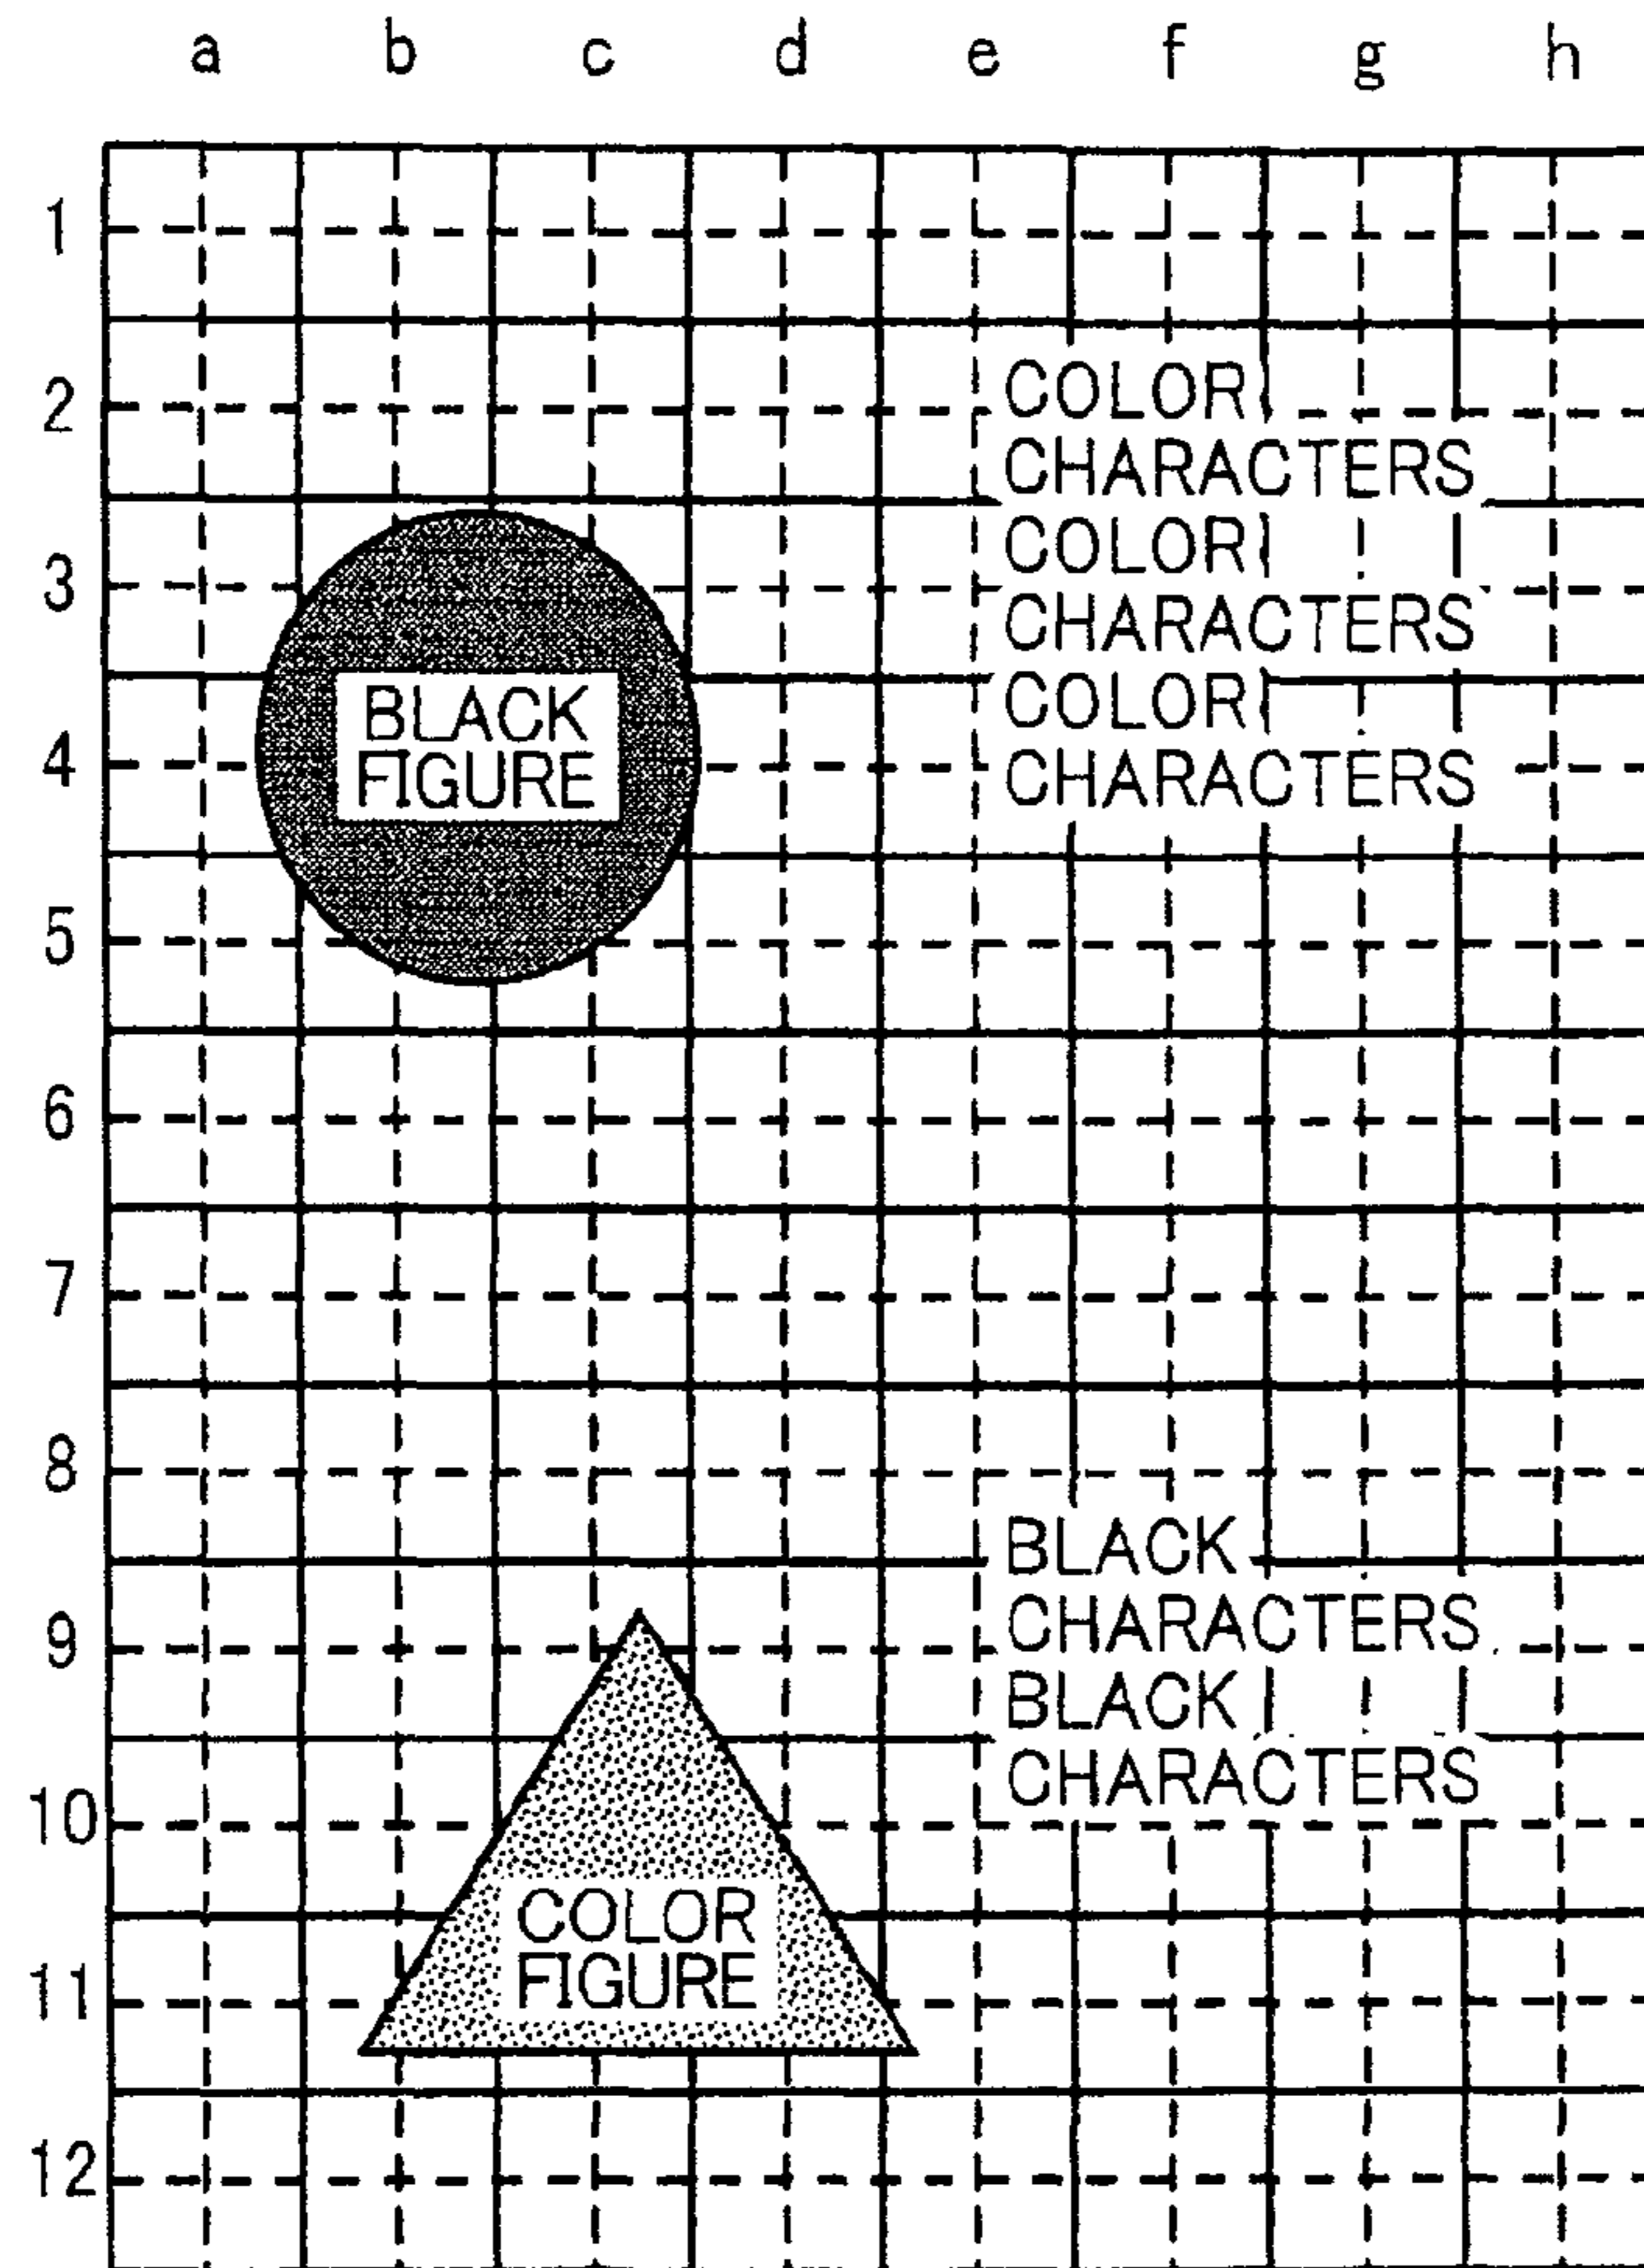 a b c d e f g h
1
2
COLOR
CHARACTERS
3
COLOR
CHARACTERS
4
BLACK
FIGURE
COLOR
CHARACTERS
5
6
7
8
BLACK
CHARACTERS
9
BLACK
CHARACTERS
10
11
COLOR
FIGURE
12